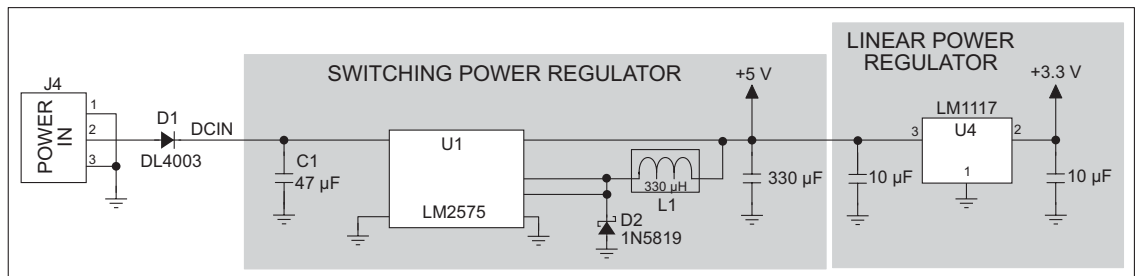 LINEAR POWER
REGULATOR
SWITCHING POWER REGULATOR
+5 V
+3.3 V
J4
POWER
IN
1
2
3
D1
DL4003
DCIN
C1
47 µF
U1
LM2575
330 µH
L1
D2
1N5819
330 µF
10 µF
LM1117
3
U4
2
1
10 µF